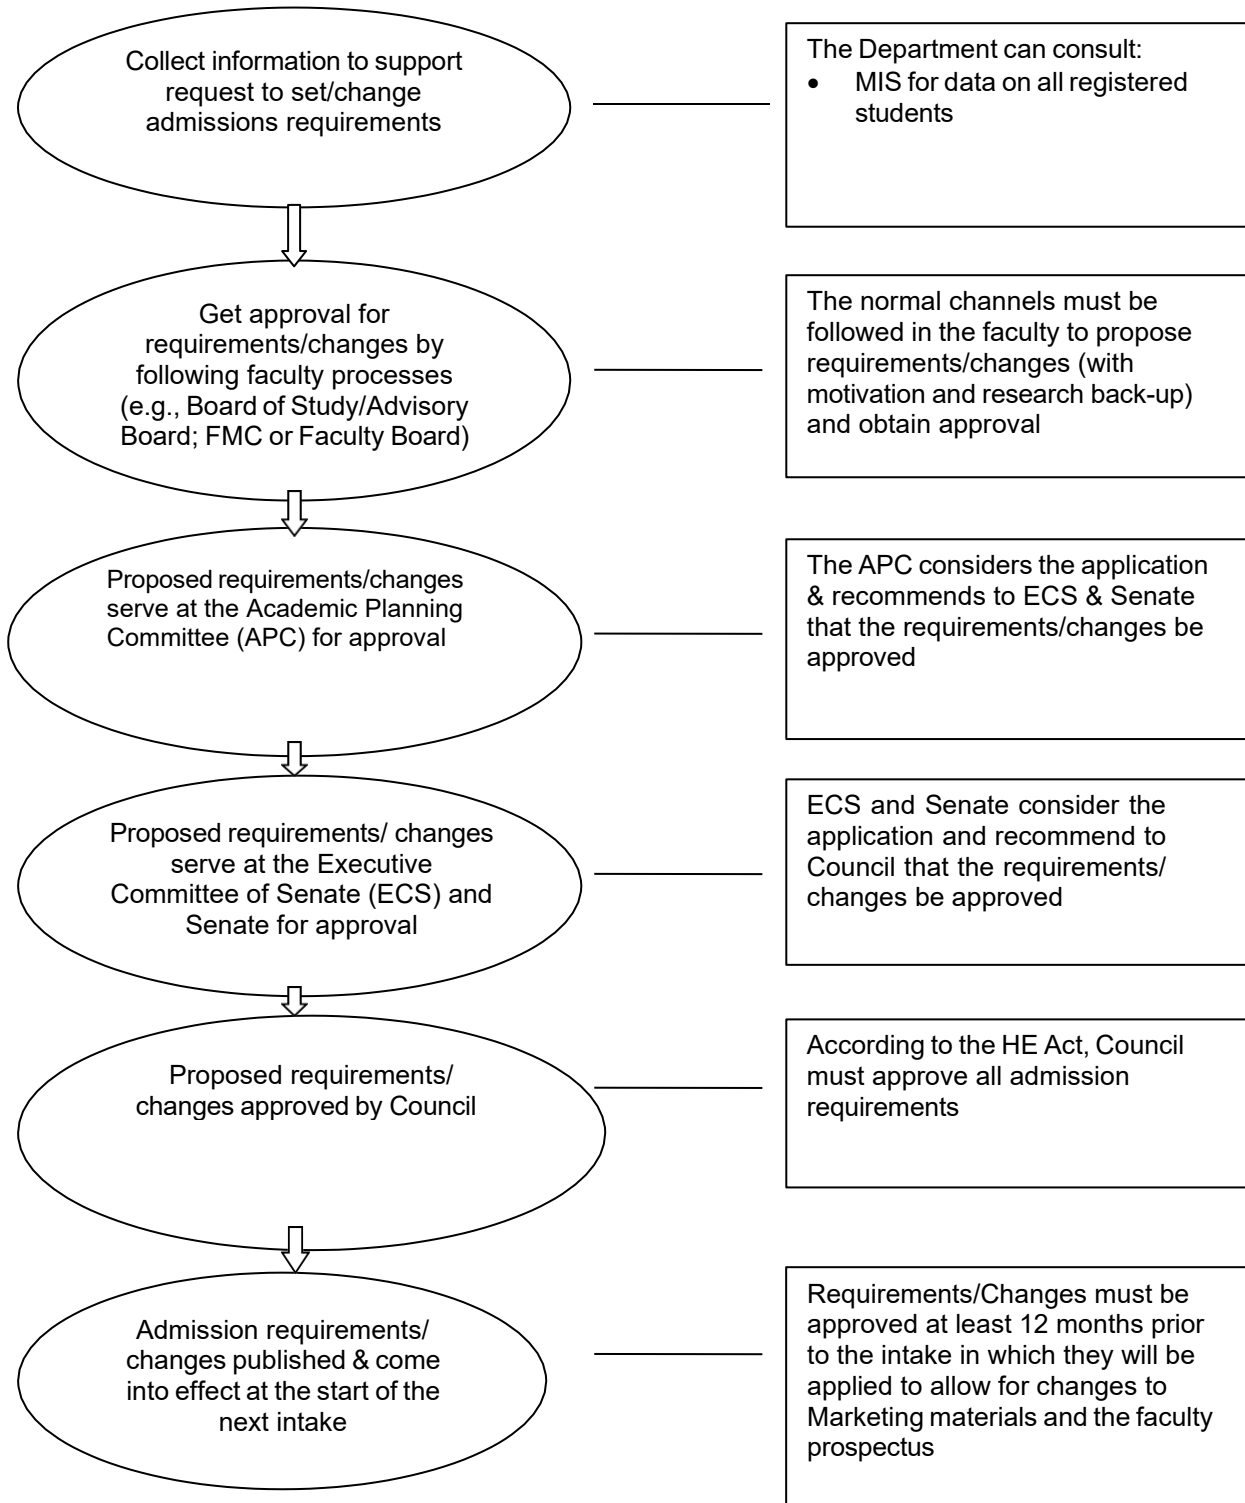 Collect information to support
request to set/change
admissions requirements
The Department can consult:
• MIS for data on all registered
students
Get approval for
requirements/changes by
following faculty processes
(e.g., Board of Study/Advisory
Board; FMC or Faculty Board)
The normal channels must be
followed in the faculty to propose
requirements/changes (with
motivation and research back-up)
and obtain approval
Proposed requirements/changes
serve at the Academic Planning
Committee (APC) for approval
The APC considers the application
& recommends to ECS & Senate
that the requirements/changes be
approved
Proposed requirements/ changes
serve at the Executive
Committee of Senate (ECS) and
Senate for approval
ECS and Senate consider the
application and recommend to
Council that the requirements/
changes be approved
Proposed requirements/
changes approved by Council
According to the HE Act, Council
must approve all admission
requirements
Admission requirements/
changes published & come
into effect at the start of the
next intake
Requirements/Changes must be
approved at least 12 months prior
to the intake in which they will be
applied to allow for changes to
Marketing materials and the faculty
prospectus